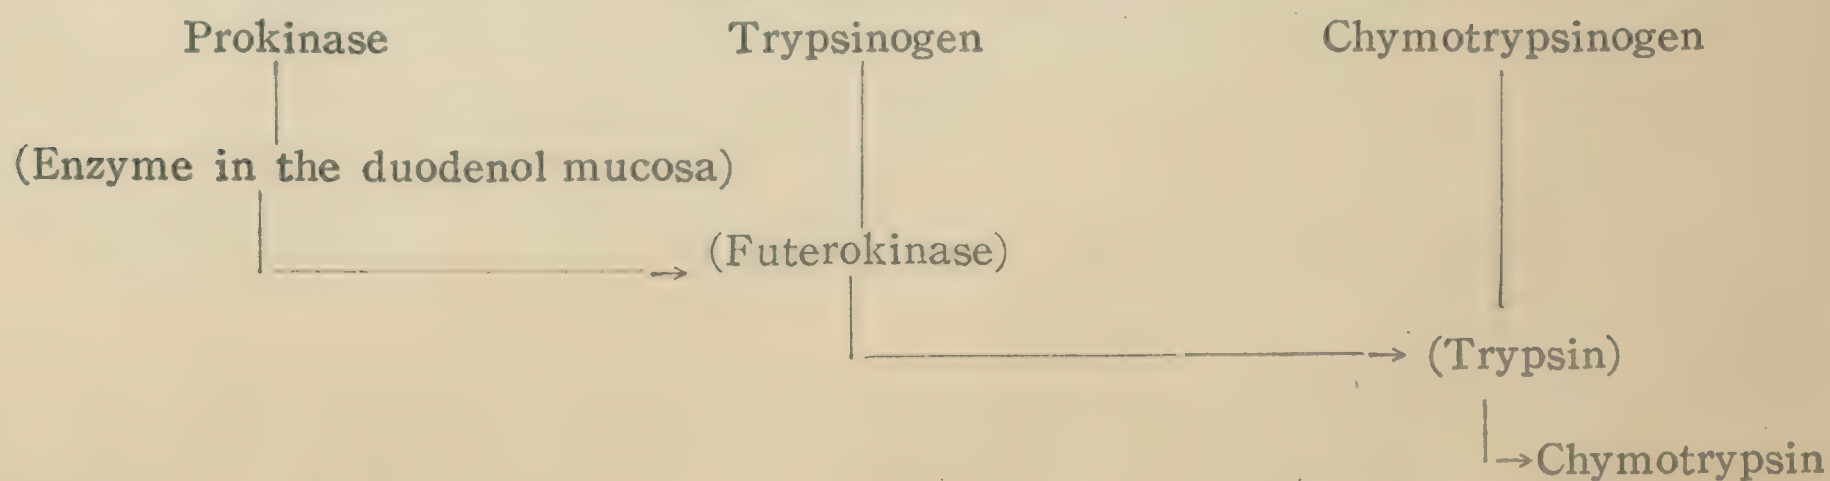 Prokinase Trypsinogen Chymotrypsinogen
(Enzyme in the duodenol mucosa)
(Futerokinase)
(Trypsin)
Chymotrypsin